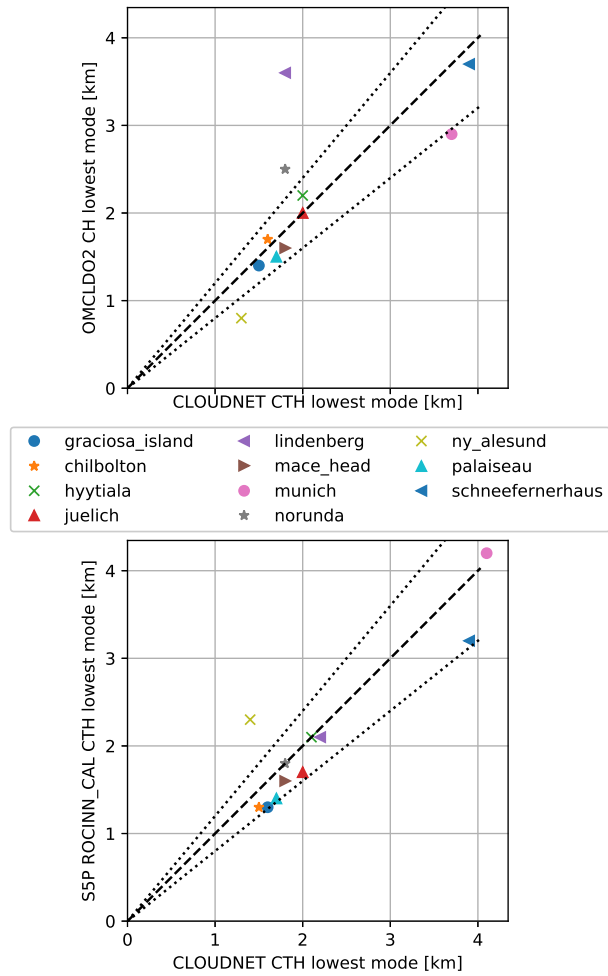 4
3
2
1
0
OMCLDO2 CH lowest mode [km]
CLOUDNET CTH lowest mode [km]
graciosa_island lindenberg ny_alesund
chilbolton mace_head palaiseau
hyytiala munich schneefernerhaus
juelich norunda
4
3
2
1
0
S5P ROCINN_CAL CTH lowest mode [km]
0 1 2 3 4
CLOUDNET CTH lowest mode [km]